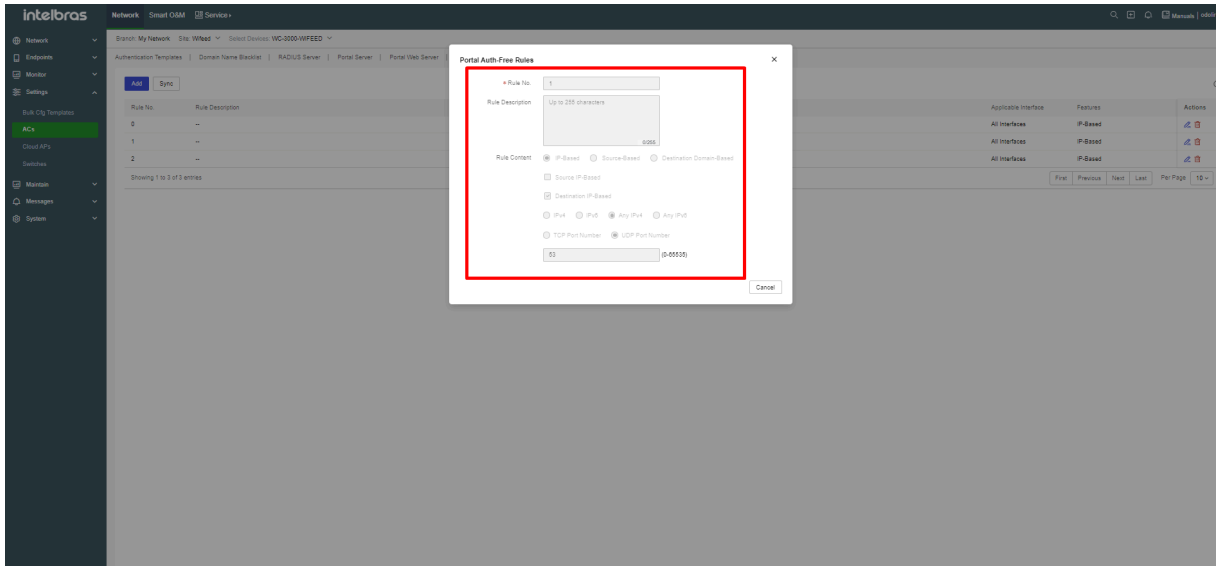 intelbras
Network Smart O&M Service
Manuals
Network
Endpoints
Monitor
Settings
Bulk Cfg Templates
ACs
Cloud APs
Switches
Maintain
Messages
System
Branch: My Network Site: Wifeed Select Devices: WC-3000-WIFEED
Authentication Templates | Domain Name Blacklist | RADIUS Server | Portal Server | Portal Web Server |
Add Sync
Rule No. Rule Description Applicable Interface Features Actions
0 -- All Interfaces IP-Based
1 -- All Interfaces IP-Based
2 -- All Interfaces IP-Based
Showing 1 to 3 of 3 entries First Previous Next Last Per Page 10
Portal Auth-Free Rules ×
* Rule No. 1
Rule Description Up to 255 characters
0/255
Rule Content IP-Based Source-Based Destination Domain-Based
Source IP-Based
Destination IP-Based
IPv4 IPv6 Any IPv4 Any IPv6
TCP Port Number UDP Port Number
53 (0-65535)
Cancel